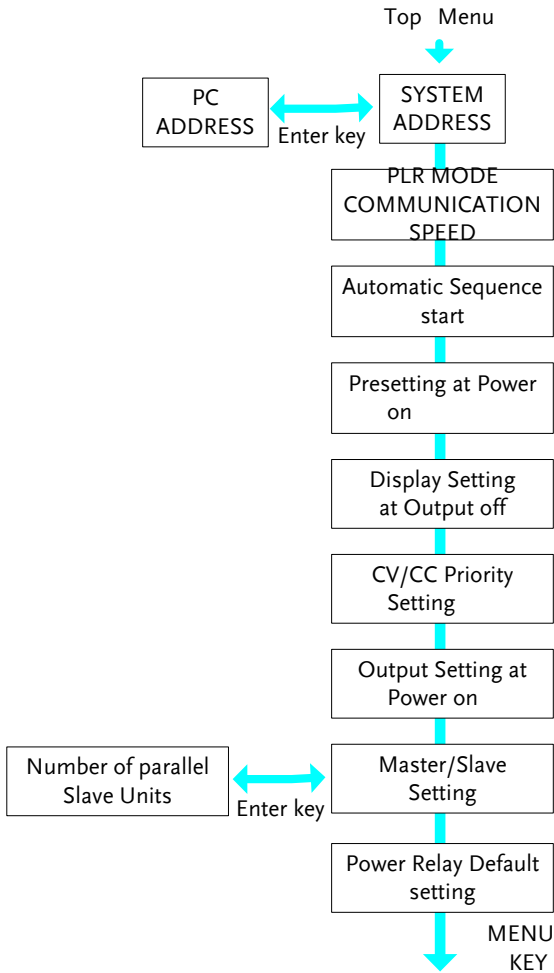 Top Menu
PC
ADDRESS
Enter key
SYSTEM
ADDRESS
PLR MODE
COMMUNICATION
SPEED
Automatic Sequence
start
Presetting at Power
on
Display Setting
at Output off
CV/CC Priority
Setting
Output Setting at
Power on
Number of parallel
Slave Units
Enter key
Master/Slave
Setting
Power Relay Default
setting
MENU
KEY